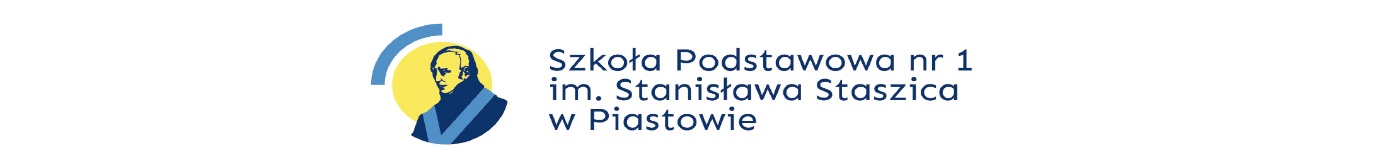 Szkoła Podstawowa nr 1
im. Stanisława Staszica
w Piastowie